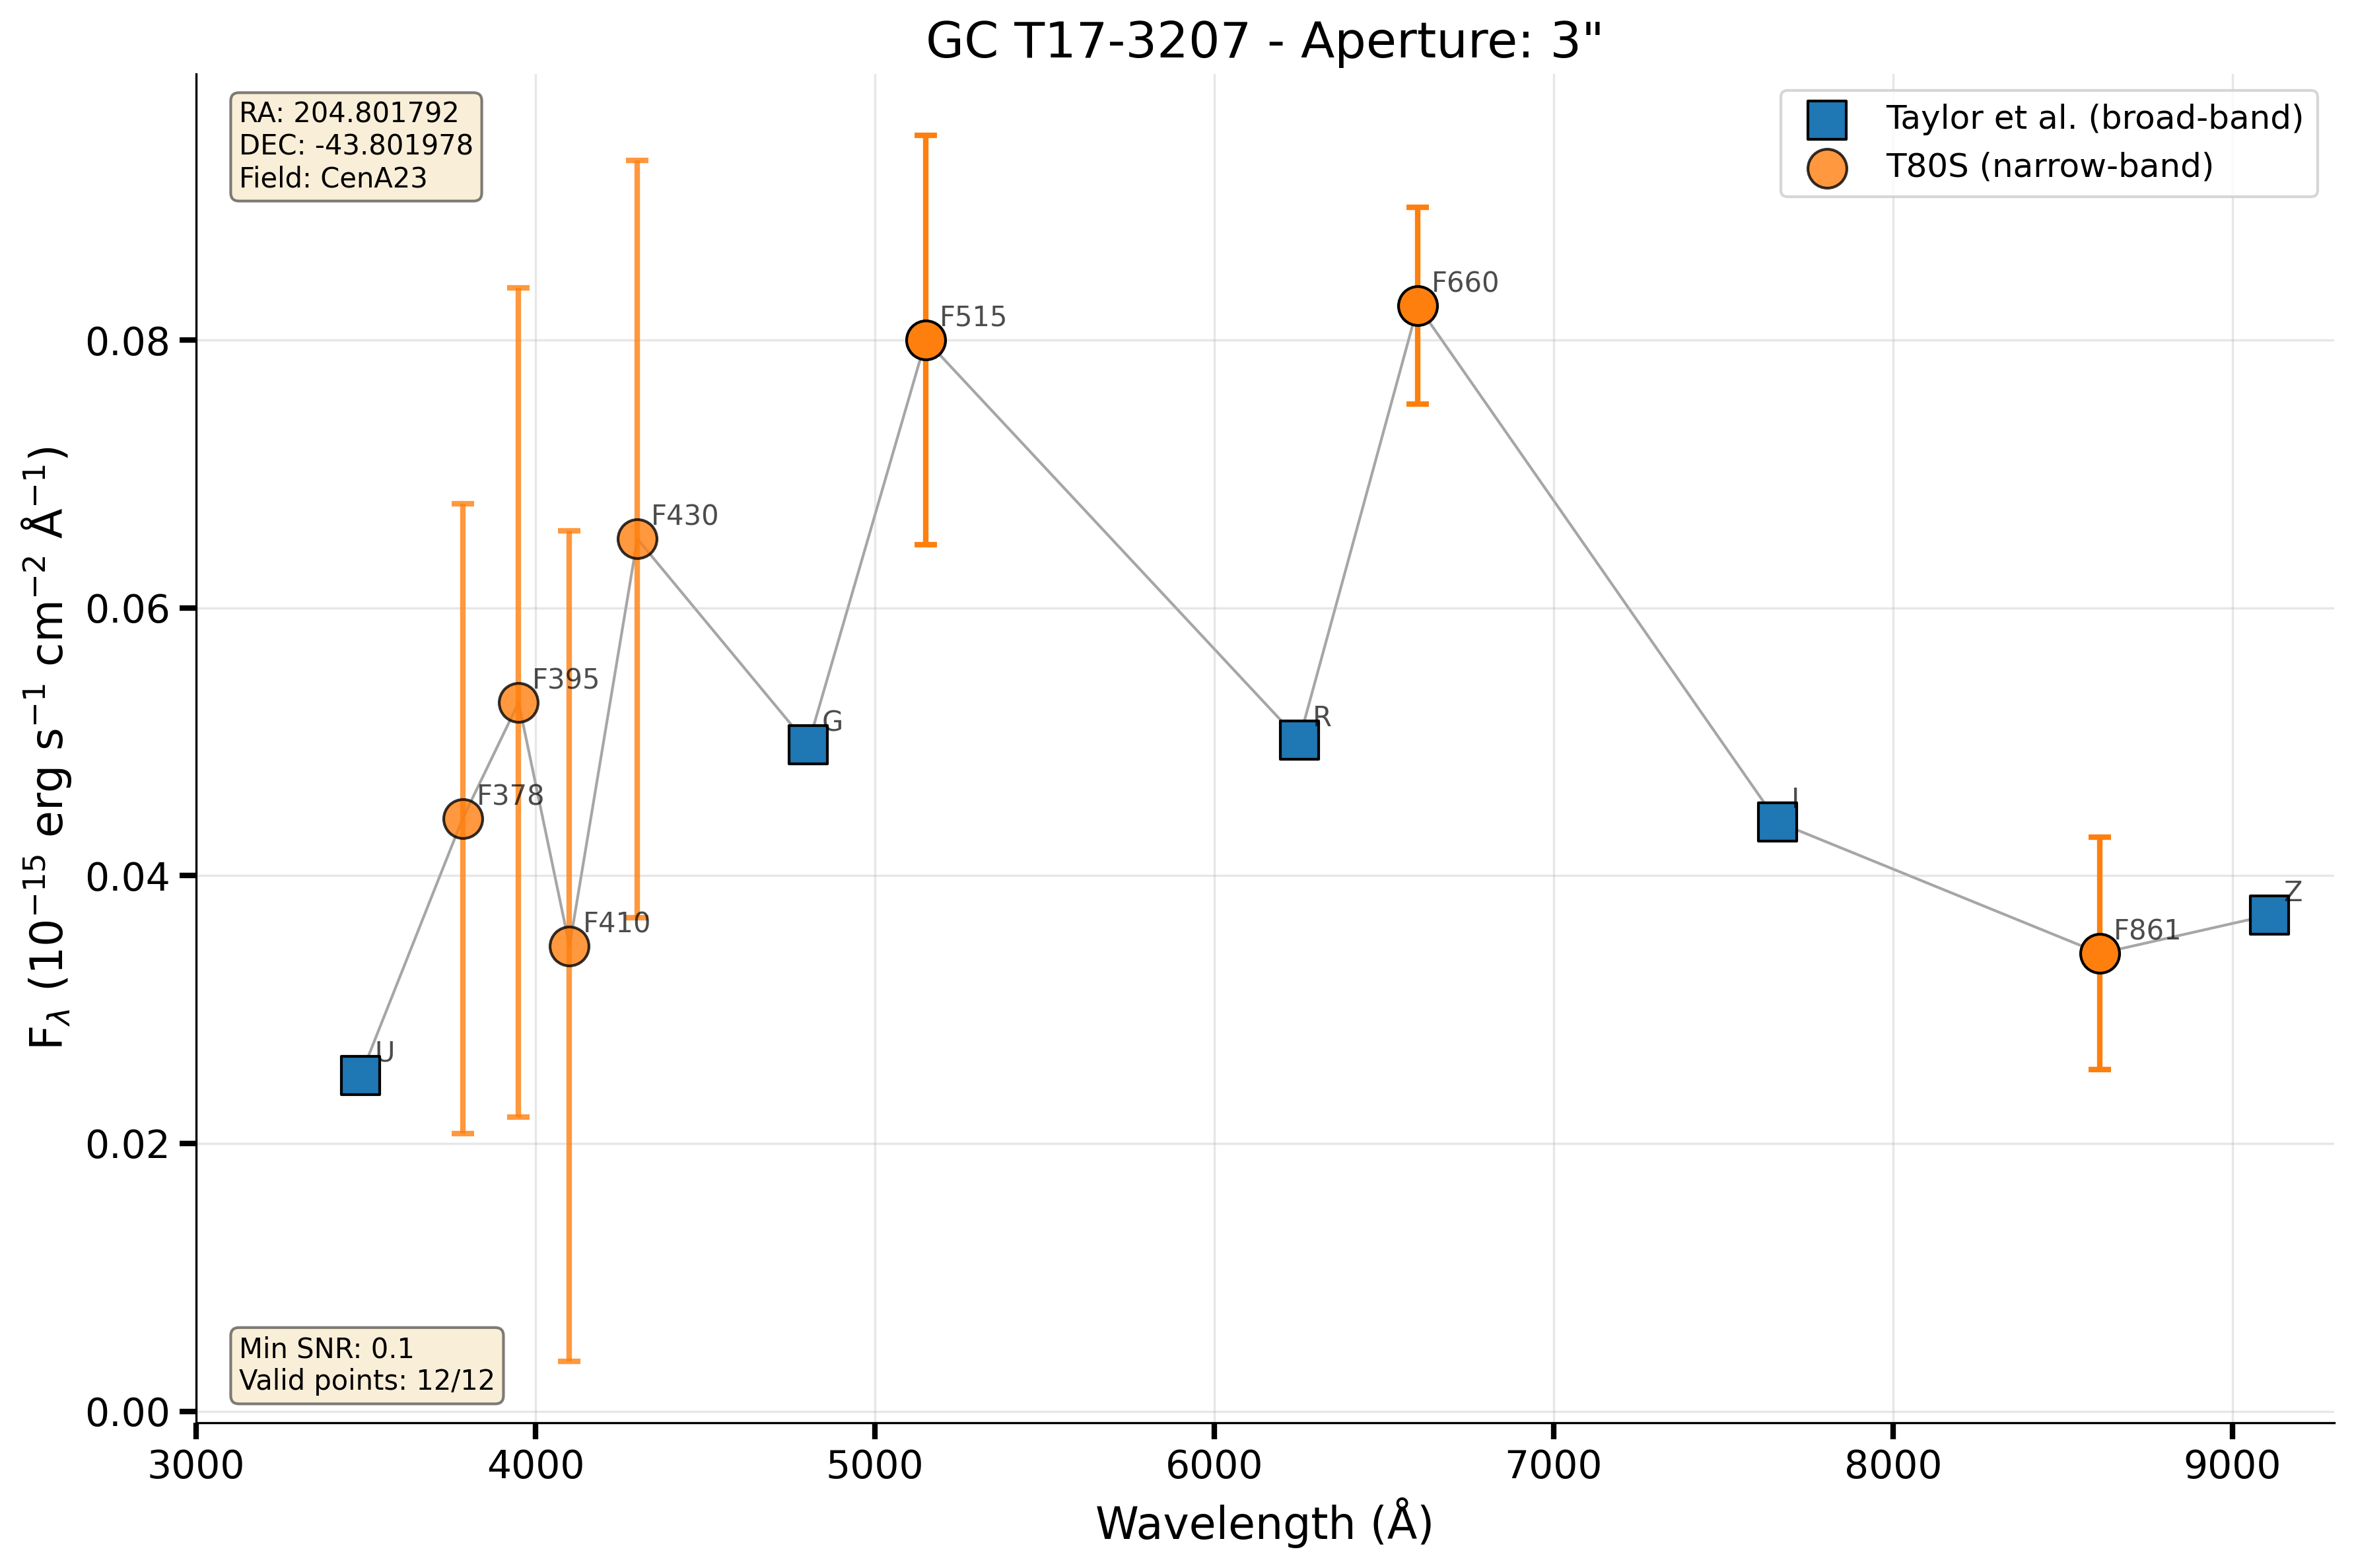 GC T17-3207 - Aperture: 3"
RA: 204.801792
DEC: -43.801978
Field: CenA23
Taylor et al. (broad-band)
T80S (narrow-band)
F660
F515
F430
F395
G
R
F378
I
F410
F861
Z
U
Min SNR: 0.1
Valid points: 12/12
0.08
0.06
0.04
0.02
0.00
F_λ (10⁻¹⁵ erg s⁻¹ cm⁻² Å⁻¹)
3000 4000 5000 6000 7000 8000 9000
Wavelength (Å)